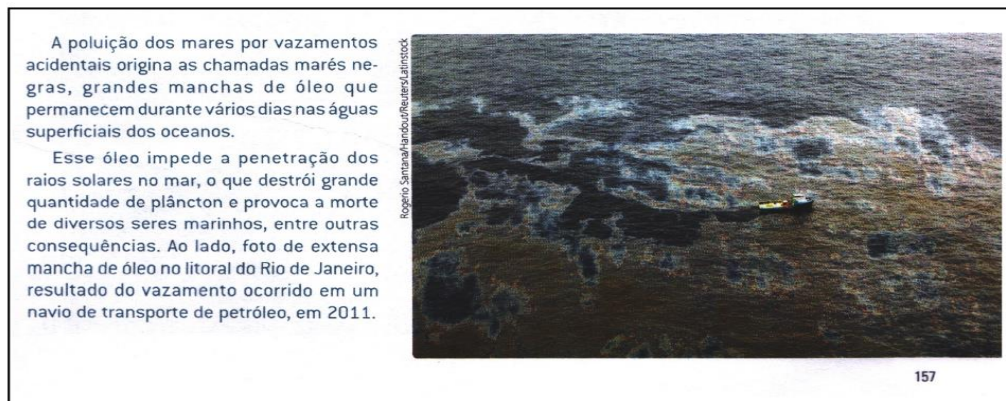 A poluição dos mares por vazamentos
acidentais origina as chamadas marés ne-
gras, grandes manchas de óleo que
permanecem durante vários dias nas águas
superficiais dos oceanos.
Esse óleo impede a penetração dos
raios solares no mar, o que destrói grande
quantidade de plâncton e provoca a morte
de diversos seres marinhos, entre outras
consequências. Ao lado, foto de extensa
mancha de óleo no litoral do Rio de Janeiro,
resultado do vazamento ocorrido em um
navio de transporte de petróleo, em 2011.
Rogerio Santana/Handout/Reuters/Latinstock
157